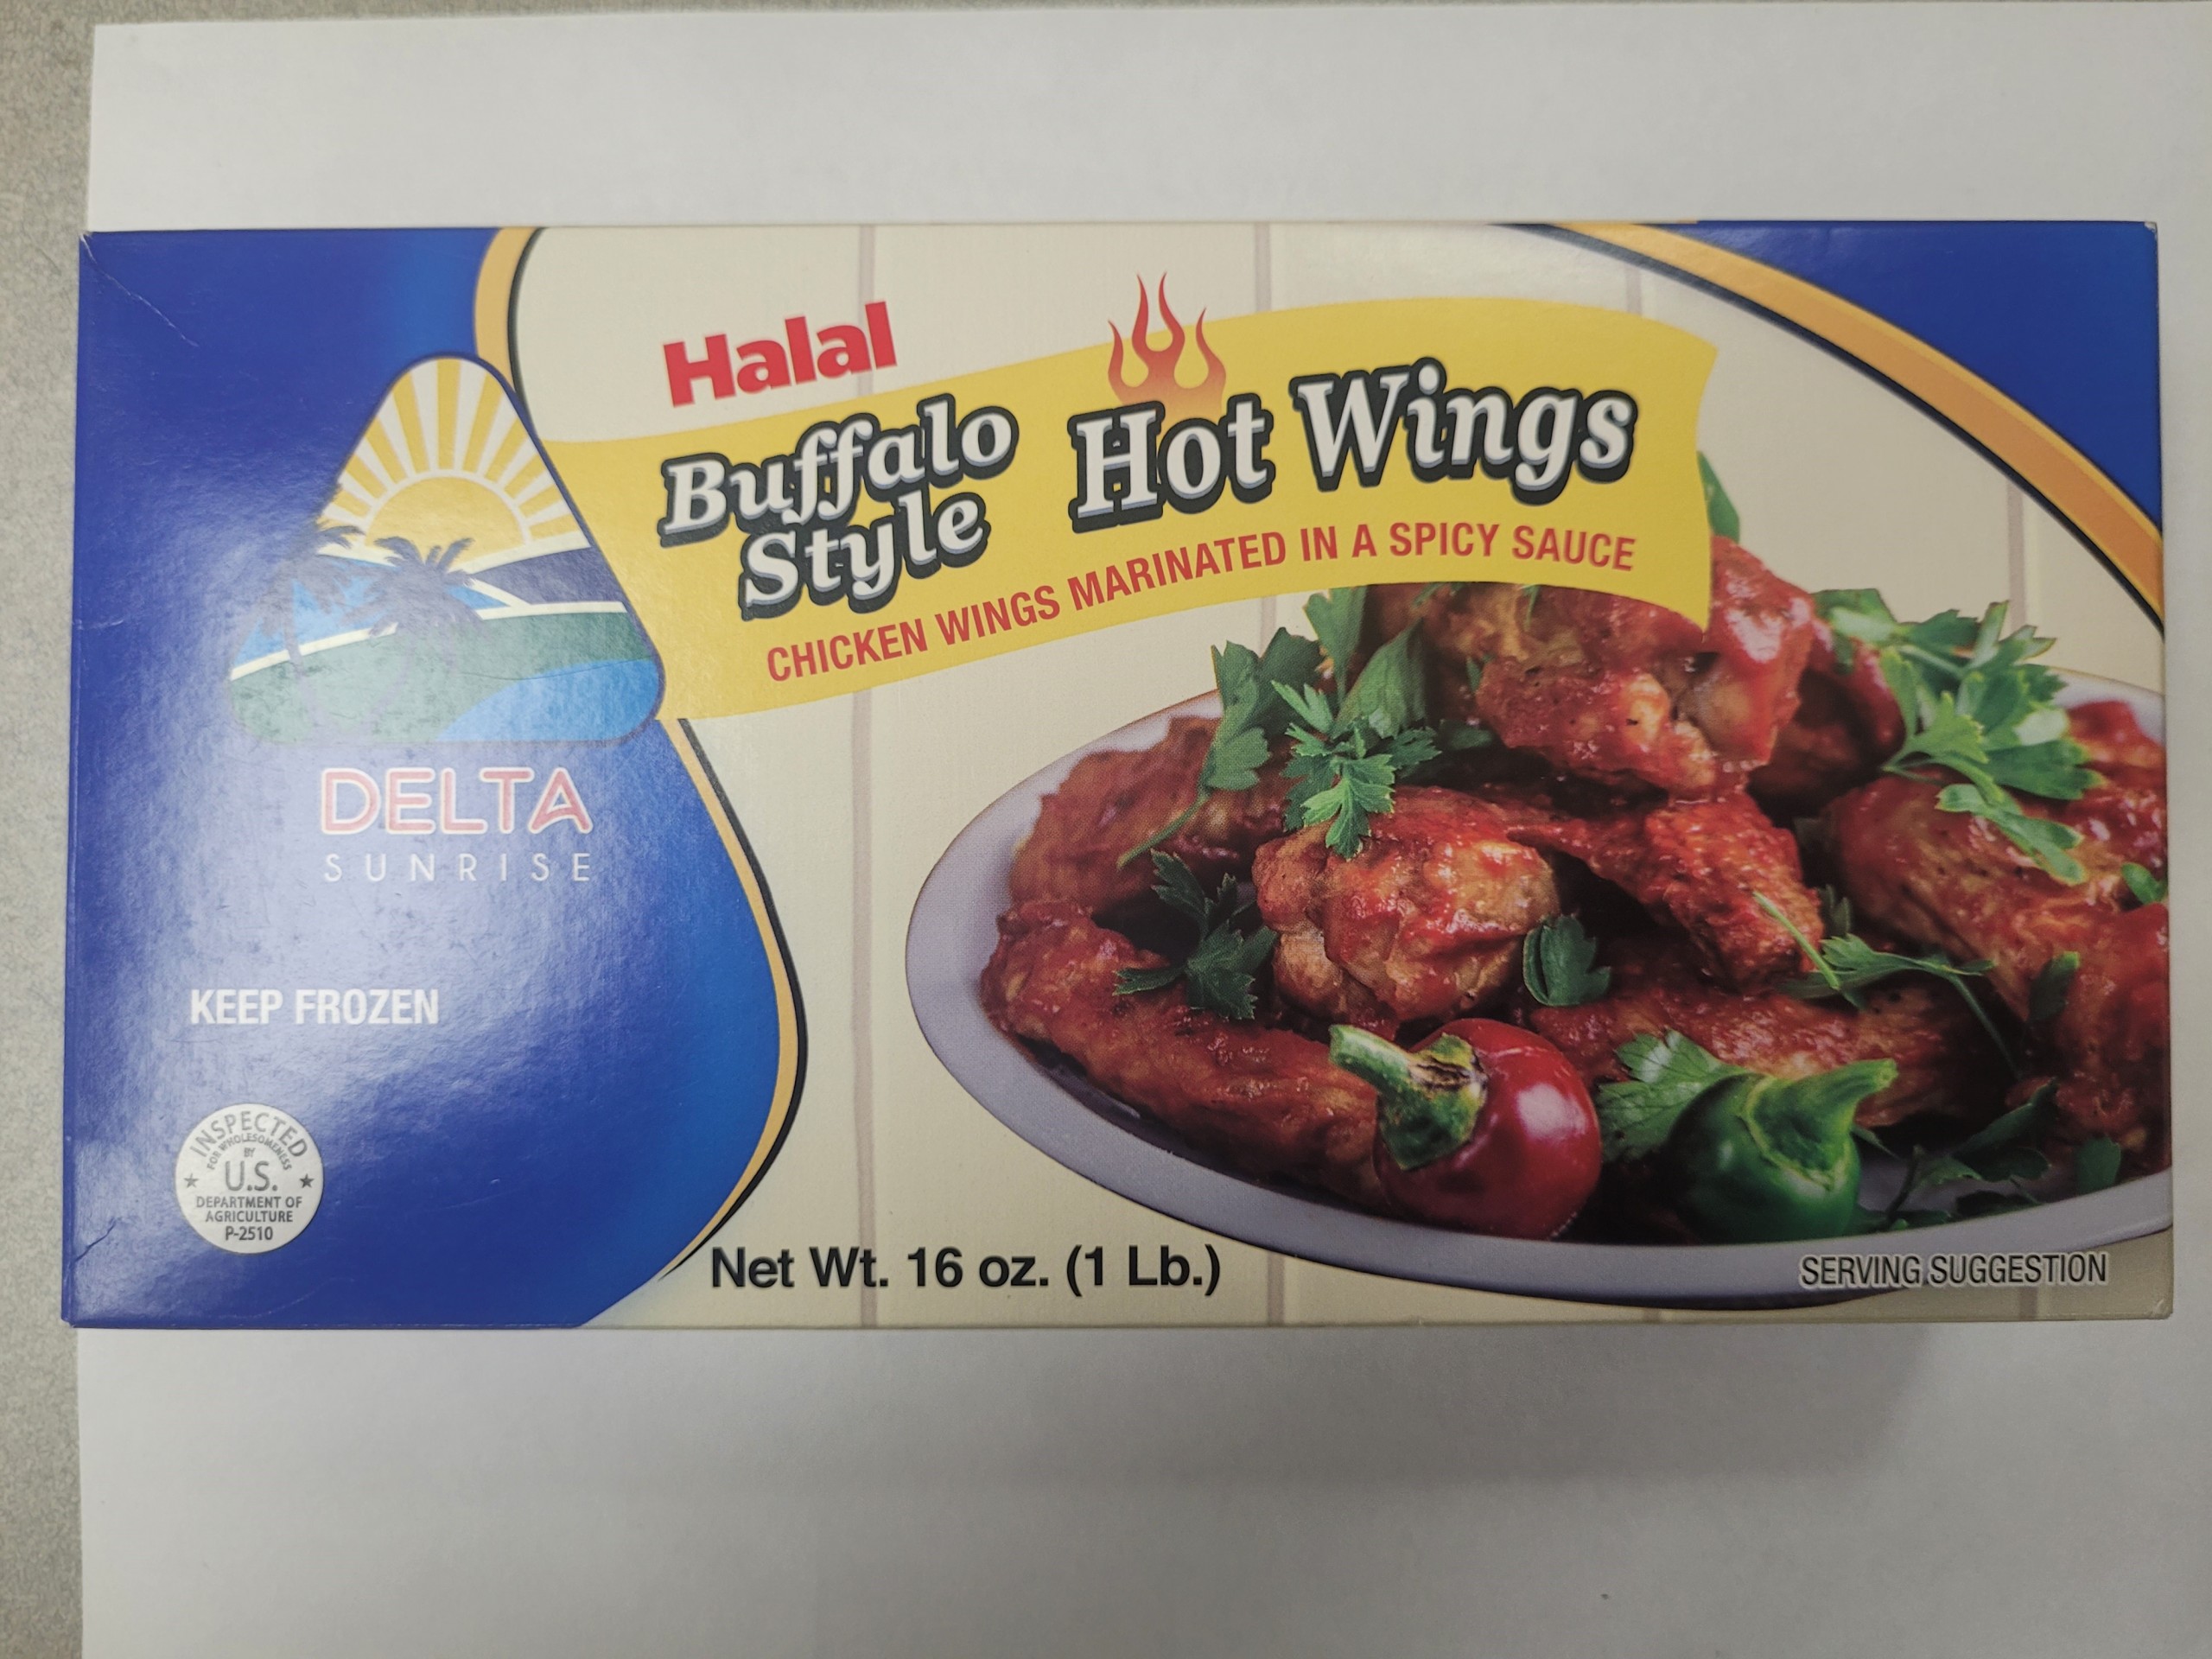 Halal
Buffalo
Style
Hot Wings
CHICKEN WINGS MARINATED IN A SPICY SAUCE
DELTA
SUNRISE
KEEP FROZEN
INSPECTED
FOR WHOLESOMENESS
BY
U.S.
DEPARTMENT OF
AGRICULTURE
P-2510
Net Wt. 16 oz. (1 Lb.)
SERVING SUGGESTION